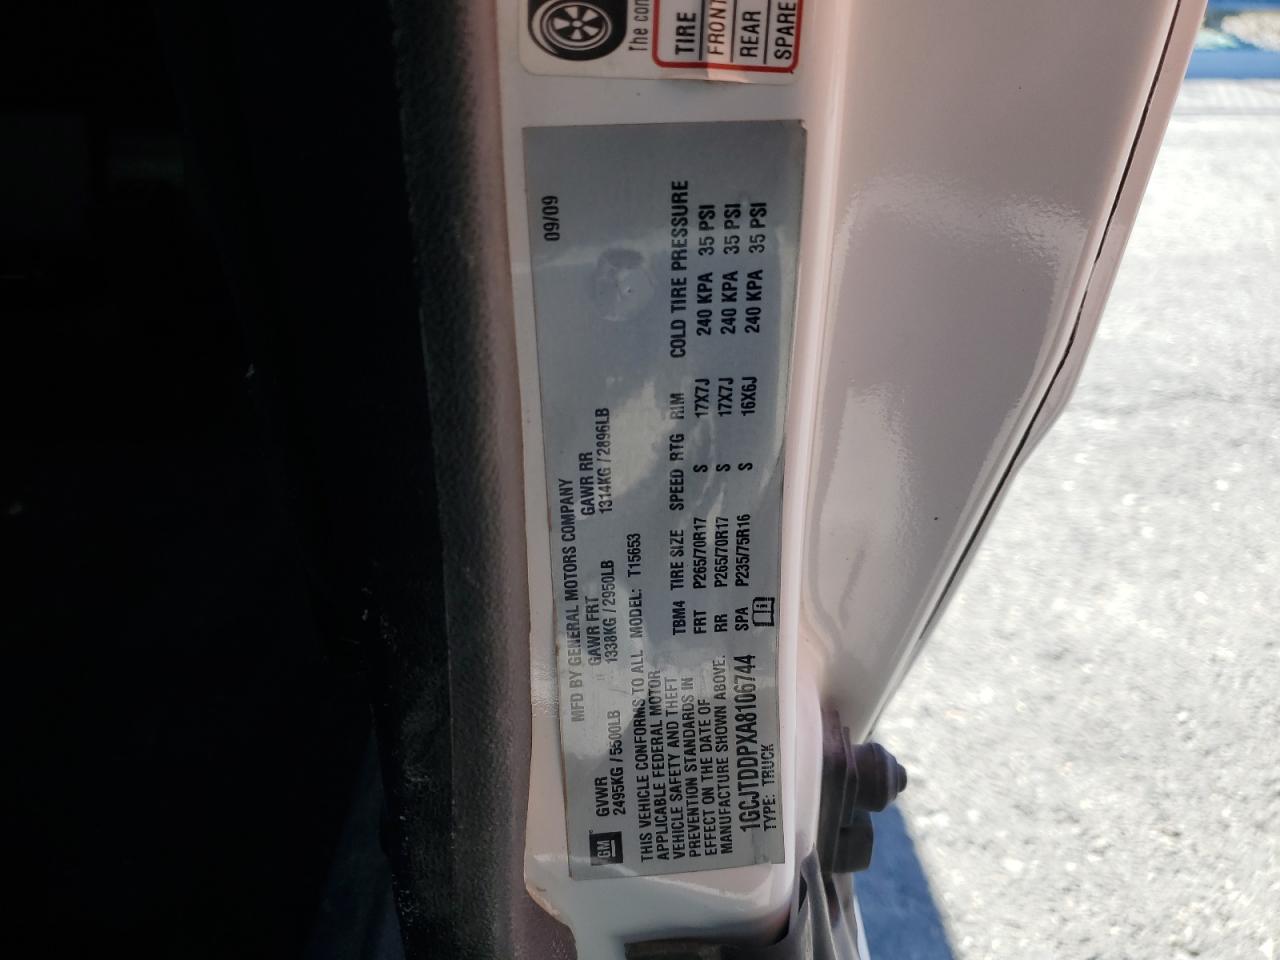 The con
TIRE
FRONT
REAR
SPARE
09/09
MFD BY GENERAL MOTORS COMPANY
GM
GVWR GAWR FRT GAWR RR
2495KG / 5500LB 1338KG / 2950LB 1314KG / 2896LB
THIS VEHICLE CONFORMS TO ALL MODEL: T15653
APPLICABLE FEDERAL MOTOR
VEHICLE SAFETY AND THEFT
PREVENTION STANDARDS IN
EFFECT ON THE DATE OF
MANUFACTURE SHOWN ABOVE.
TBM4 TIRE SIZE SPEED RTG RIM COLD TIRE PRESSURE
FRT P265/70R17 S 17X7J 240 KPA 35 PSI
RR P265/70R17 S 17X7J 240 KPA 35 PSI
SPA P235/75R16 S 16X6J 240 KPA 35 PSI
1GCJTDDPXA8106744
TYPE: TRUCK